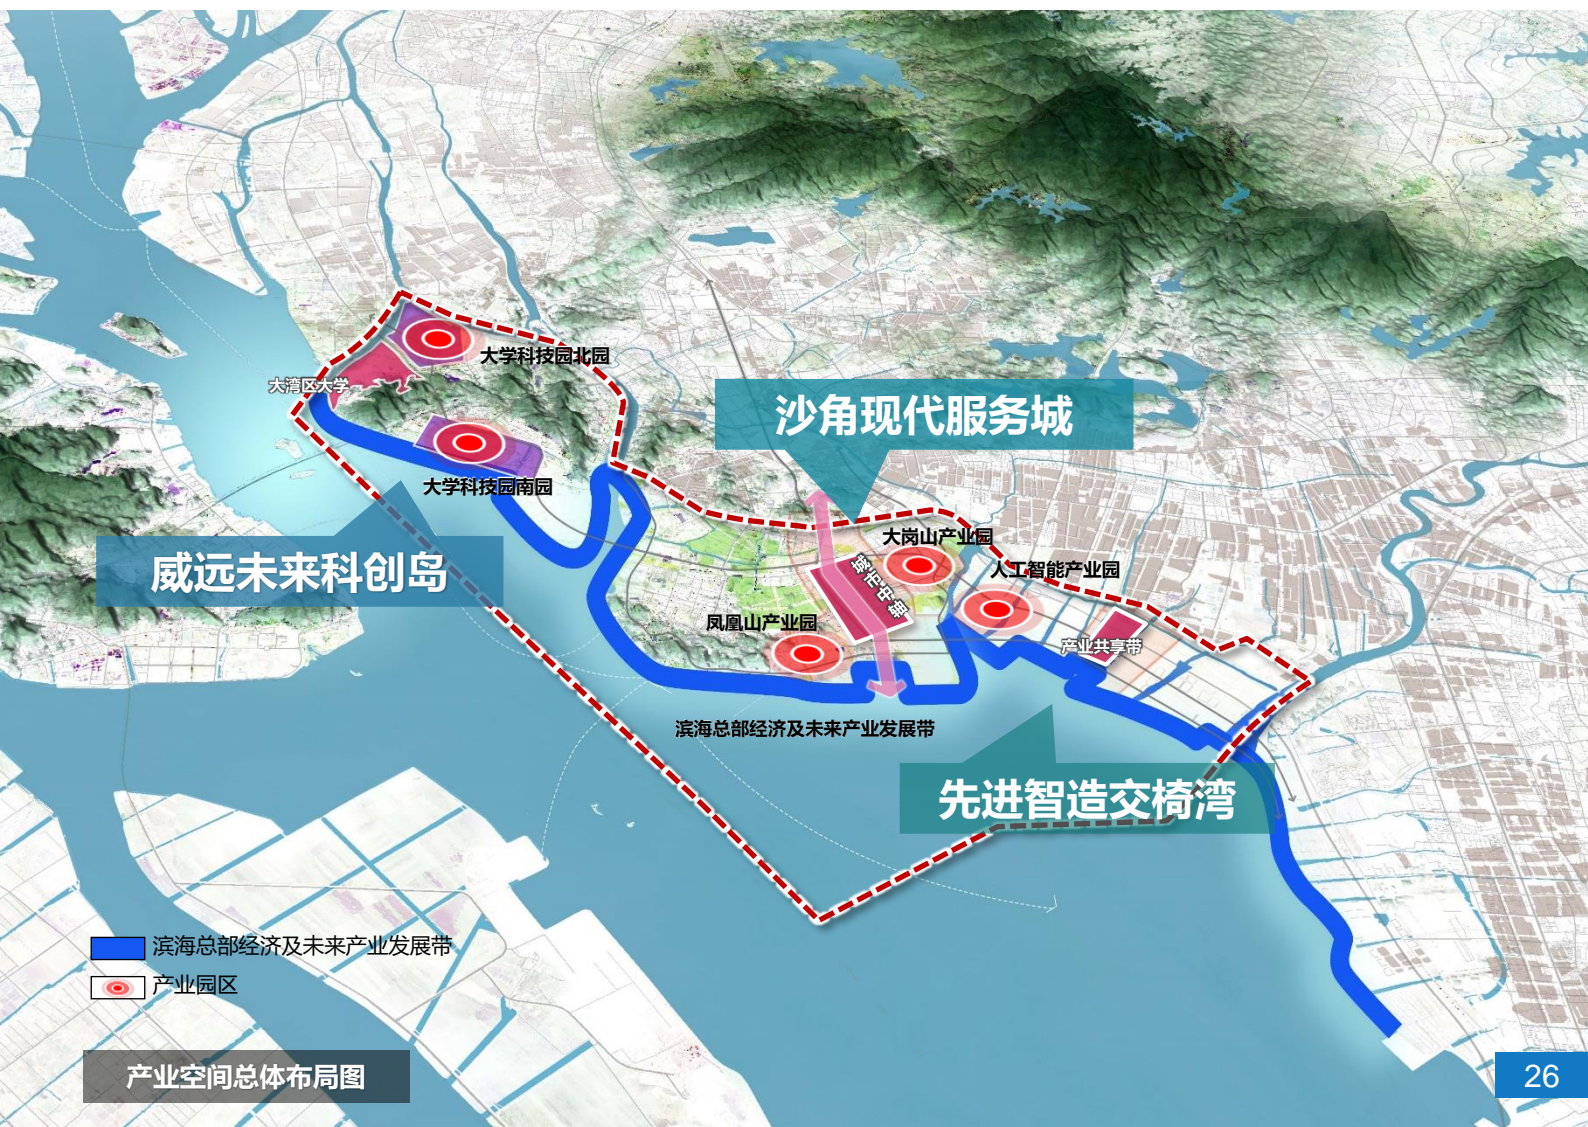 大学科技园北园
大湾区大学
沙角现代服务城
大学科技园南园
大岗山产业园
威远未来科创岛
人工智能产业园
城市中轴
凤凰山产业园
产业共享带
滨海总部经济及未来产业发展带
先进智造交椅湾
滨海总部经济及未来产业发展带
产业园区
产业空间总体布局图
26